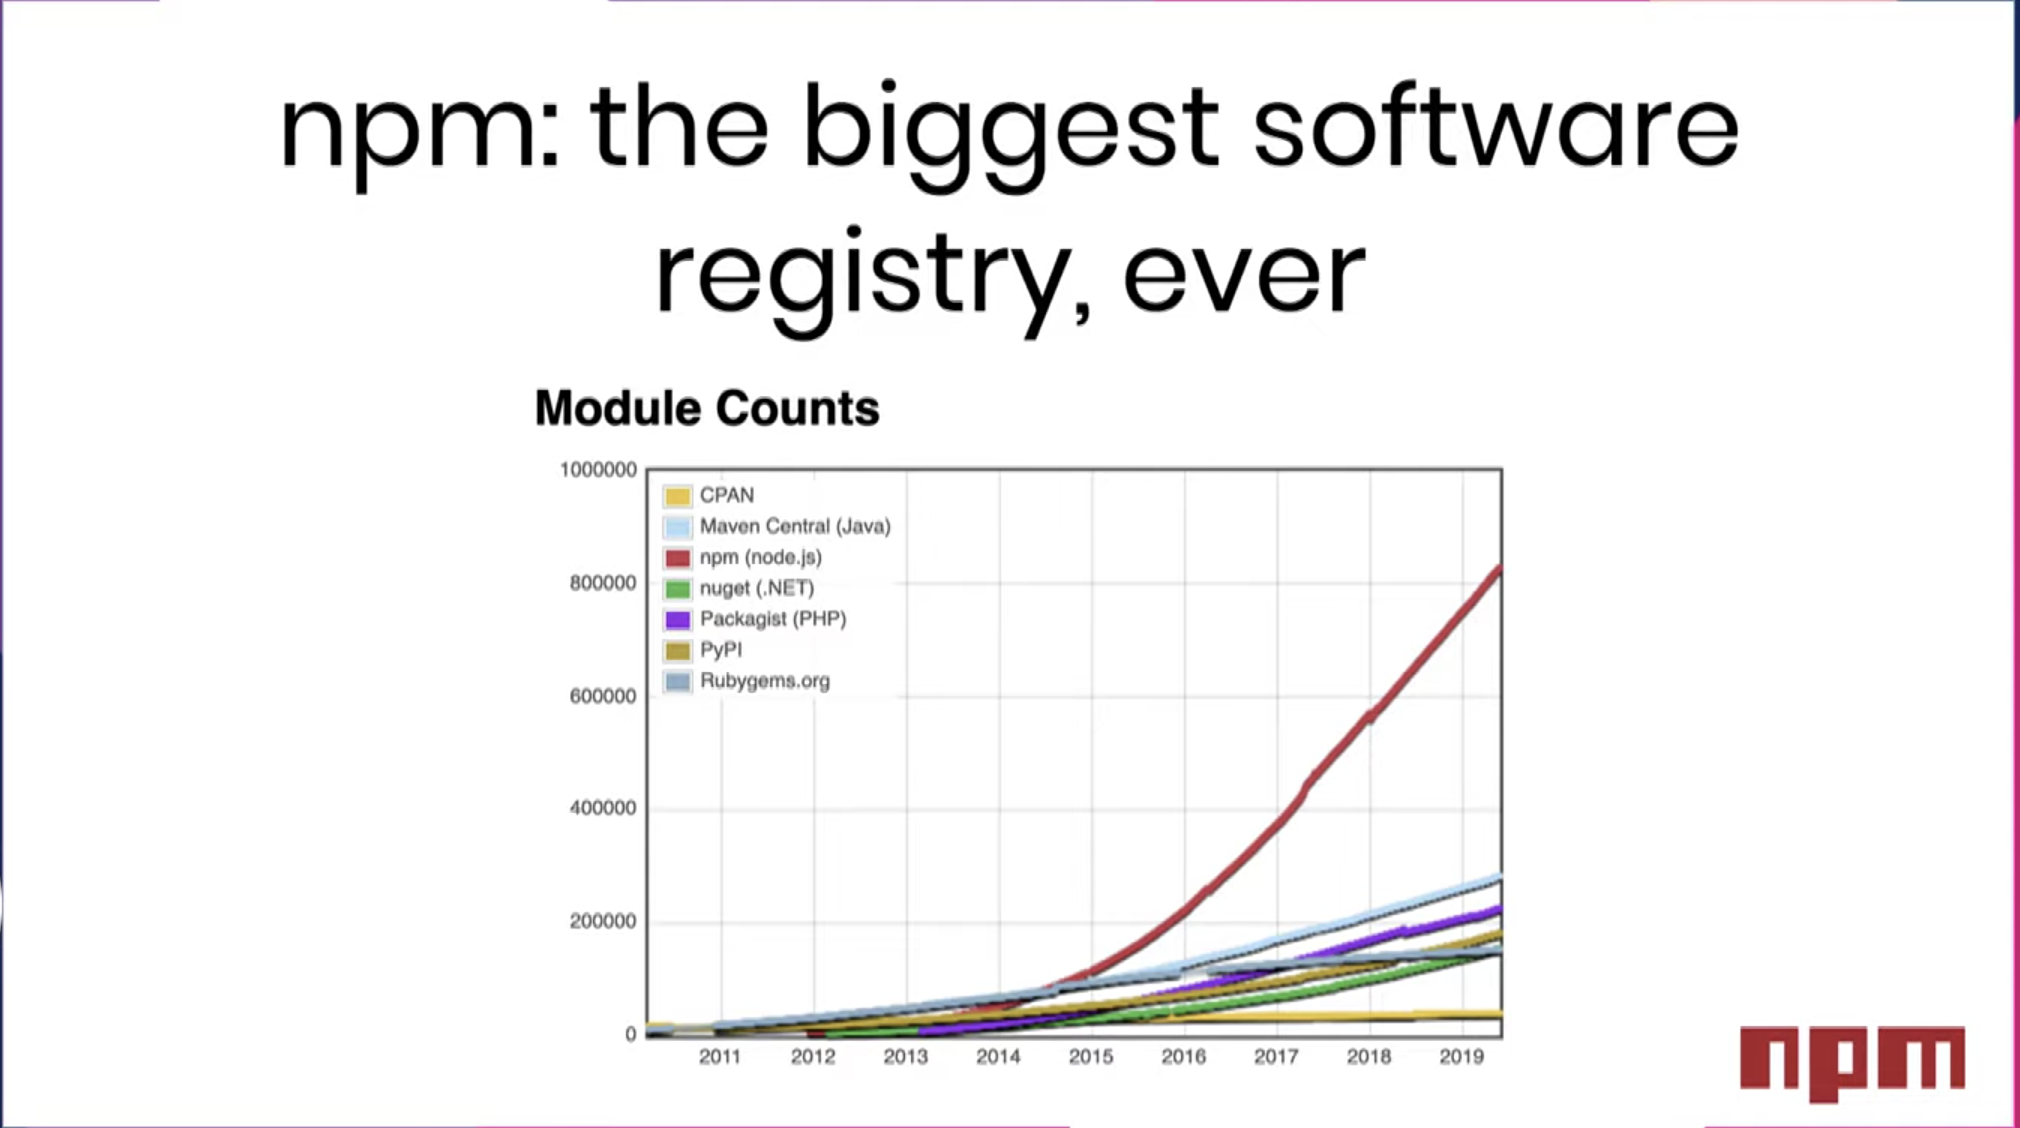 npm: the biggest software
registry, ever
Module Counts
1000000
800000
600000
400000
200000
0
CPAN
Maven Central (Java)
npm (node.js)
nuget (.NET)
Packagist (PHP)
PyPI
Rubygems.org
2011 2012 2013 2014 2015 2016 2017 2018 2019
npm